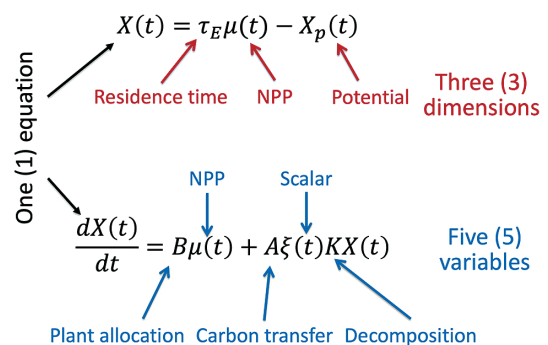 One (1) equation
X(t) = τ_E μ(t) − X_p(t)
Residence time
NPP
Potential
Three (3)
dimensions
NPP
Scalar
dX(t)/dt = Bμ(t) + Aξ(t)KX(t)
Five (5)
variables
Plant allocation
Carbon transfer
Decomposition